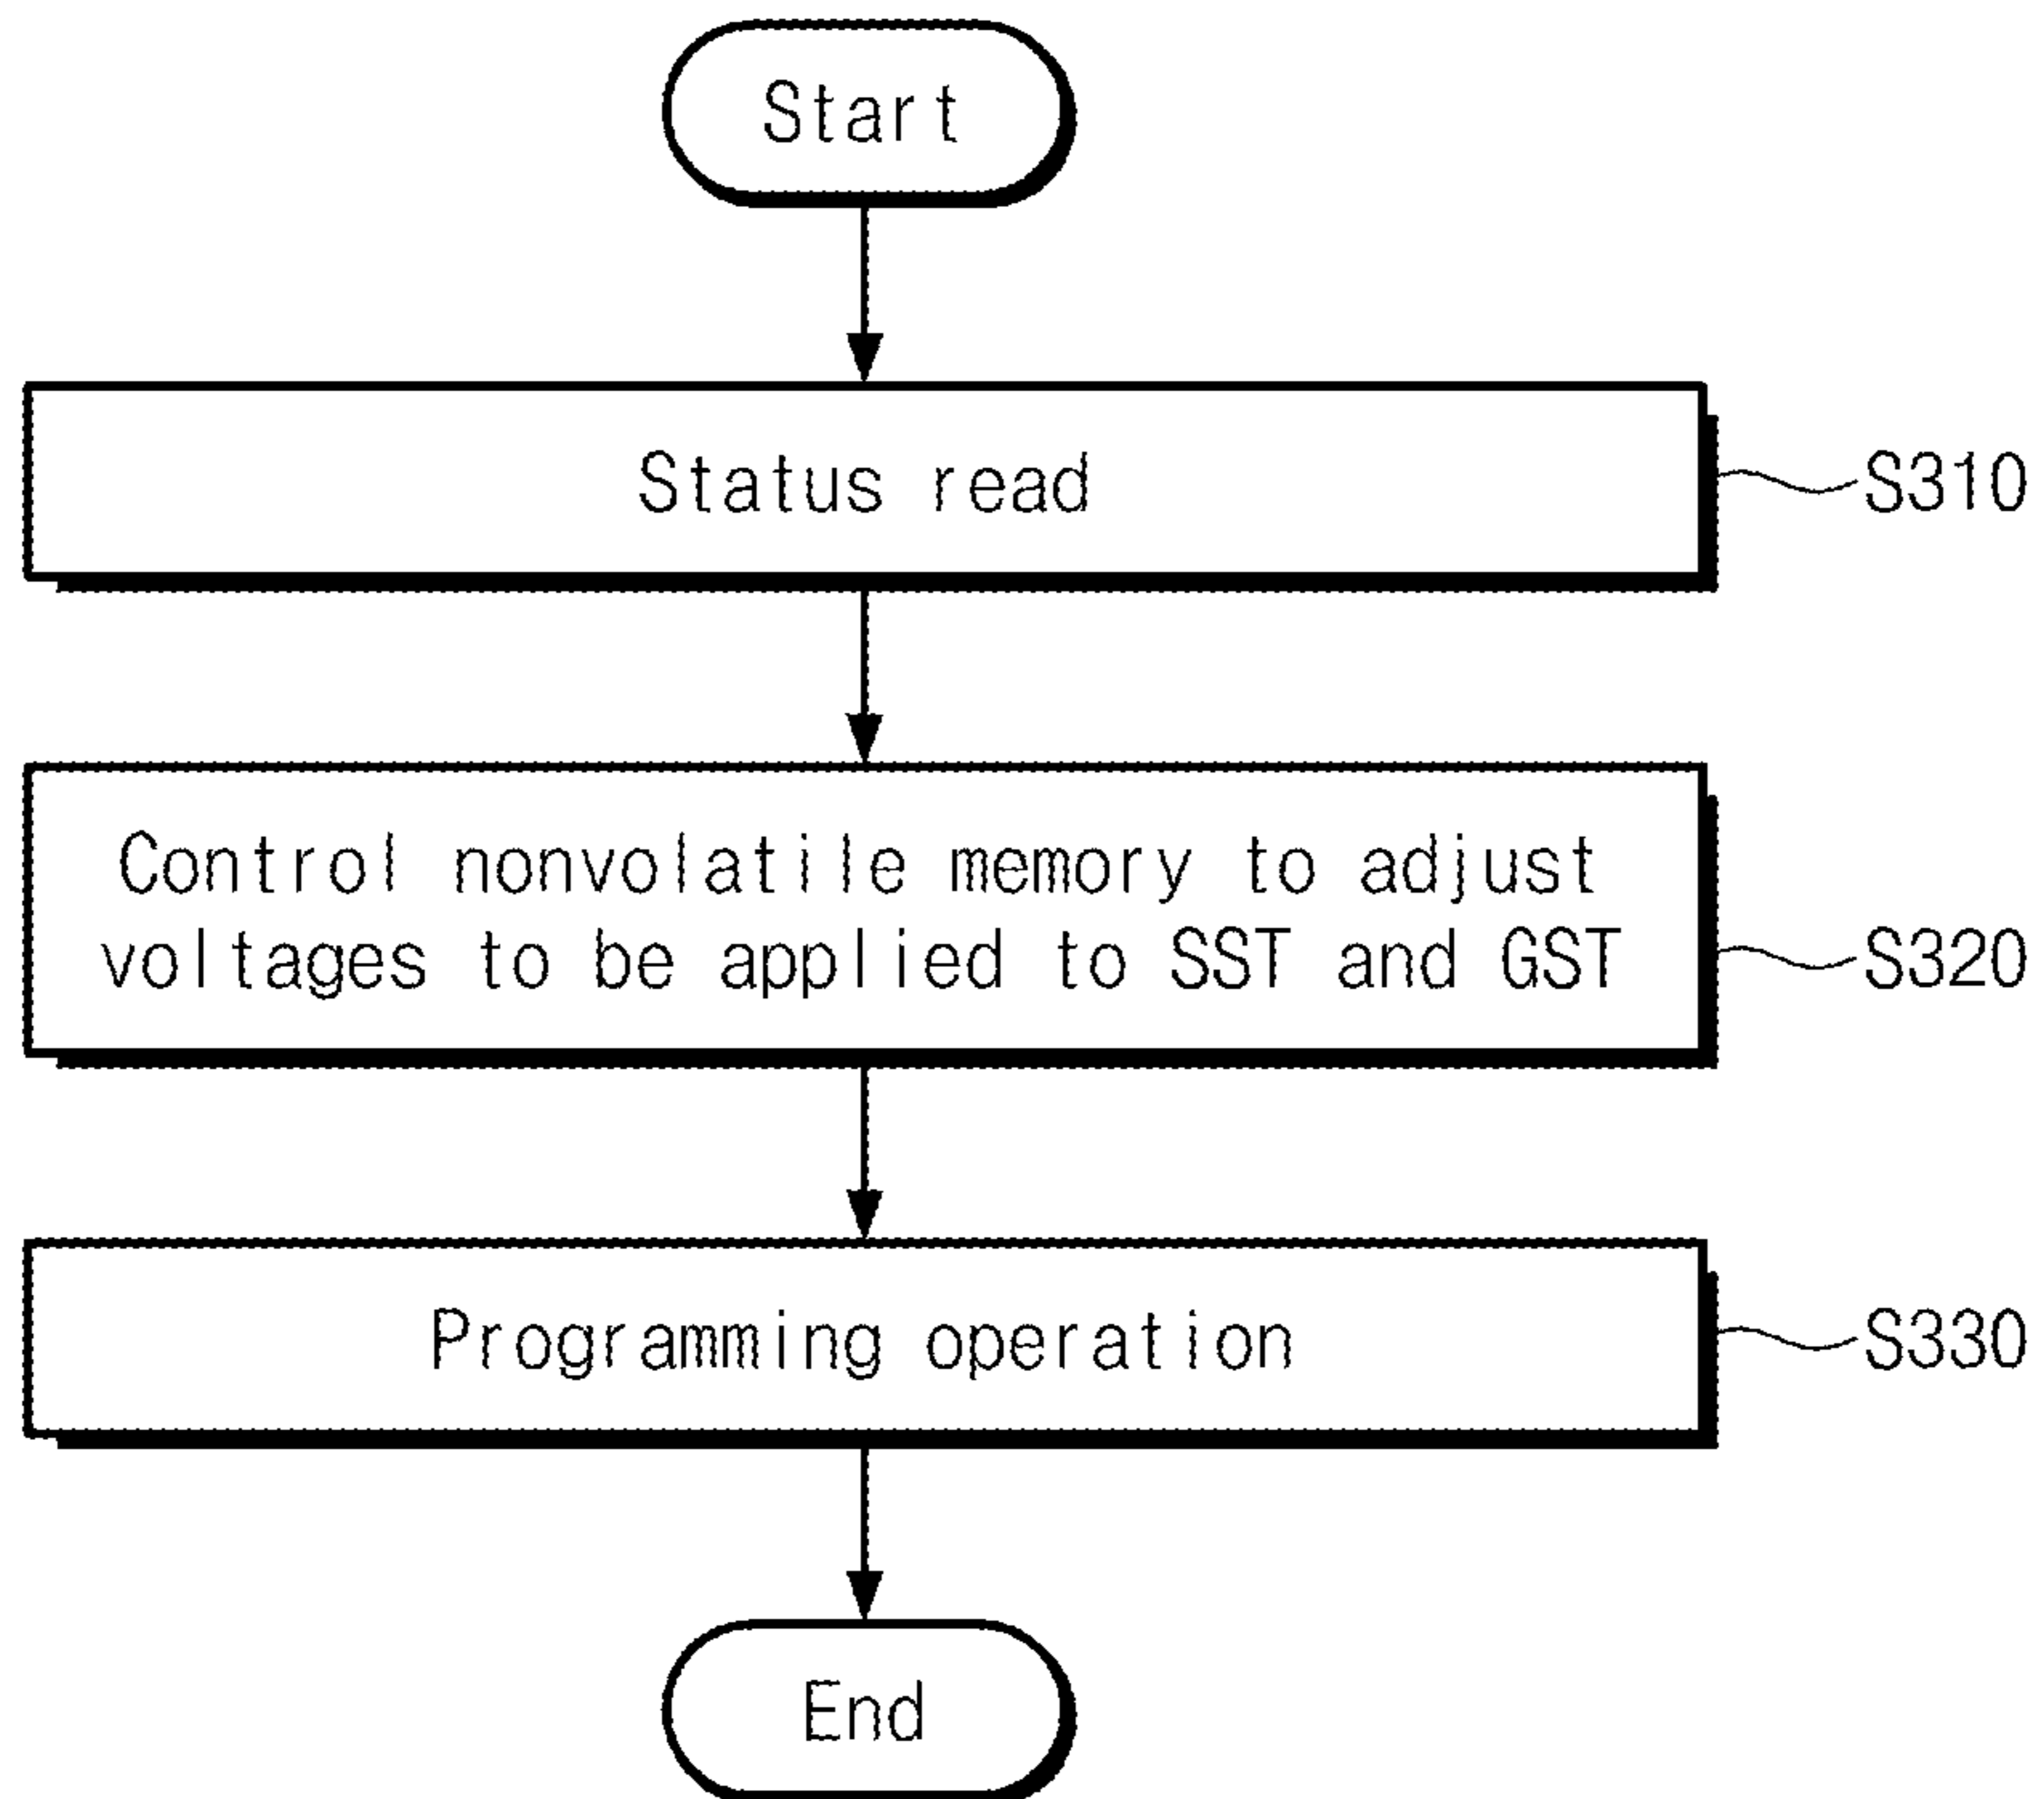 Start
Status read
S310
Control nonvolatile memory to adjust
voltages to be applied to SST and GST
S320
Programming operation
S330
End